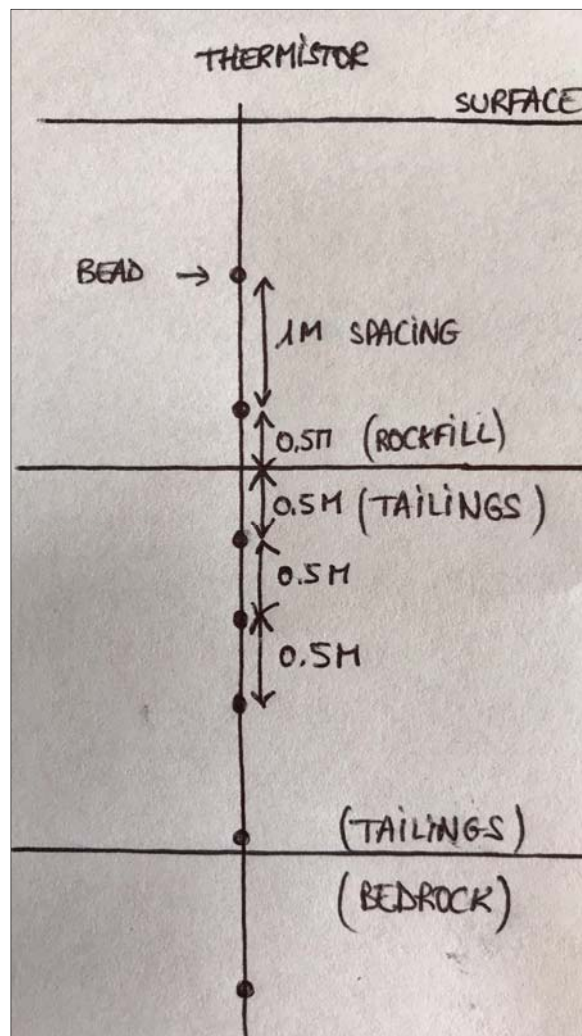 THERMISTOR
SURFACE
BEAD →
1M SPACING
0.5M (ROCKFILL)
0.5M (TAILINGS)
0.5M
0.5M
(TAILINGS)
(BEDROCK)